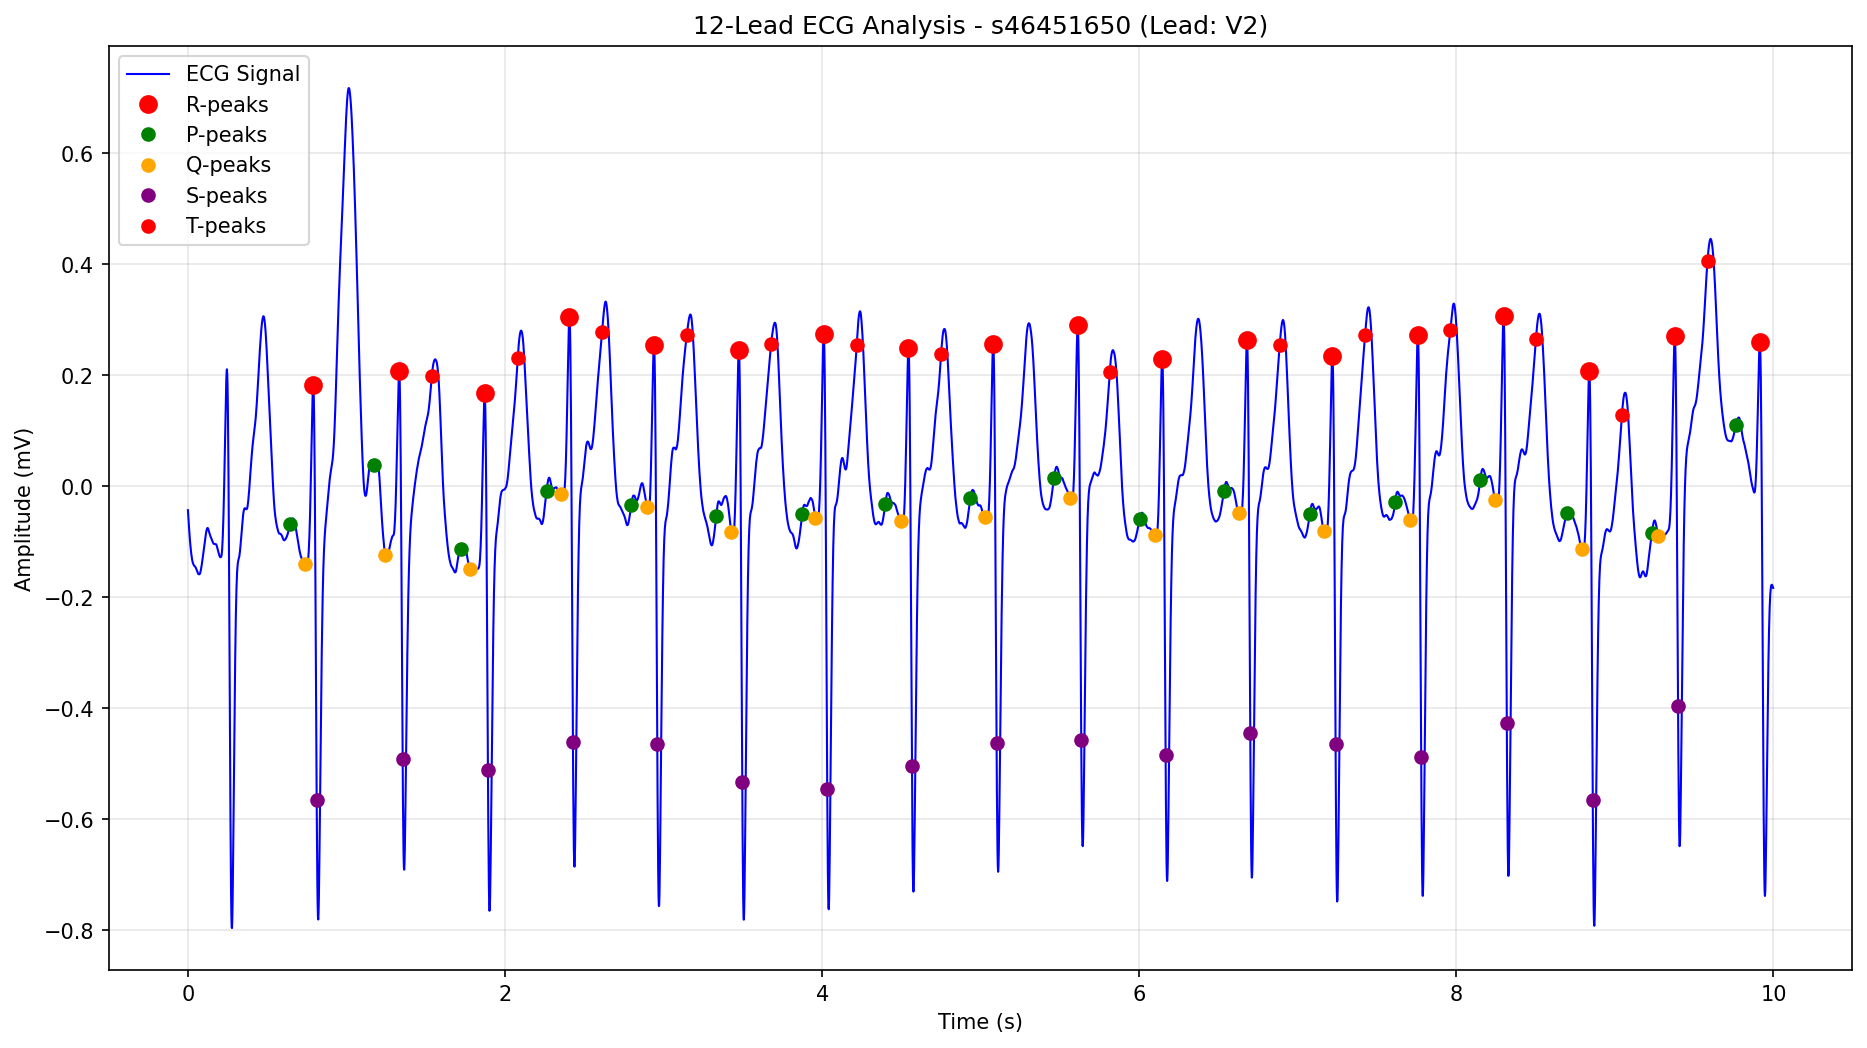 12-Lead ECG Analysis - s46451650 (Lead: V2)
ECG Signal
R-peaks
P-peaks
Q-peaks
S-peaks
T-peaks
Amplitude (mV)
0.6
0.4
0.2
0.0
−0.2
−0.4
−0.6
−0.8
0 2 4 6 8 10
Time (s)